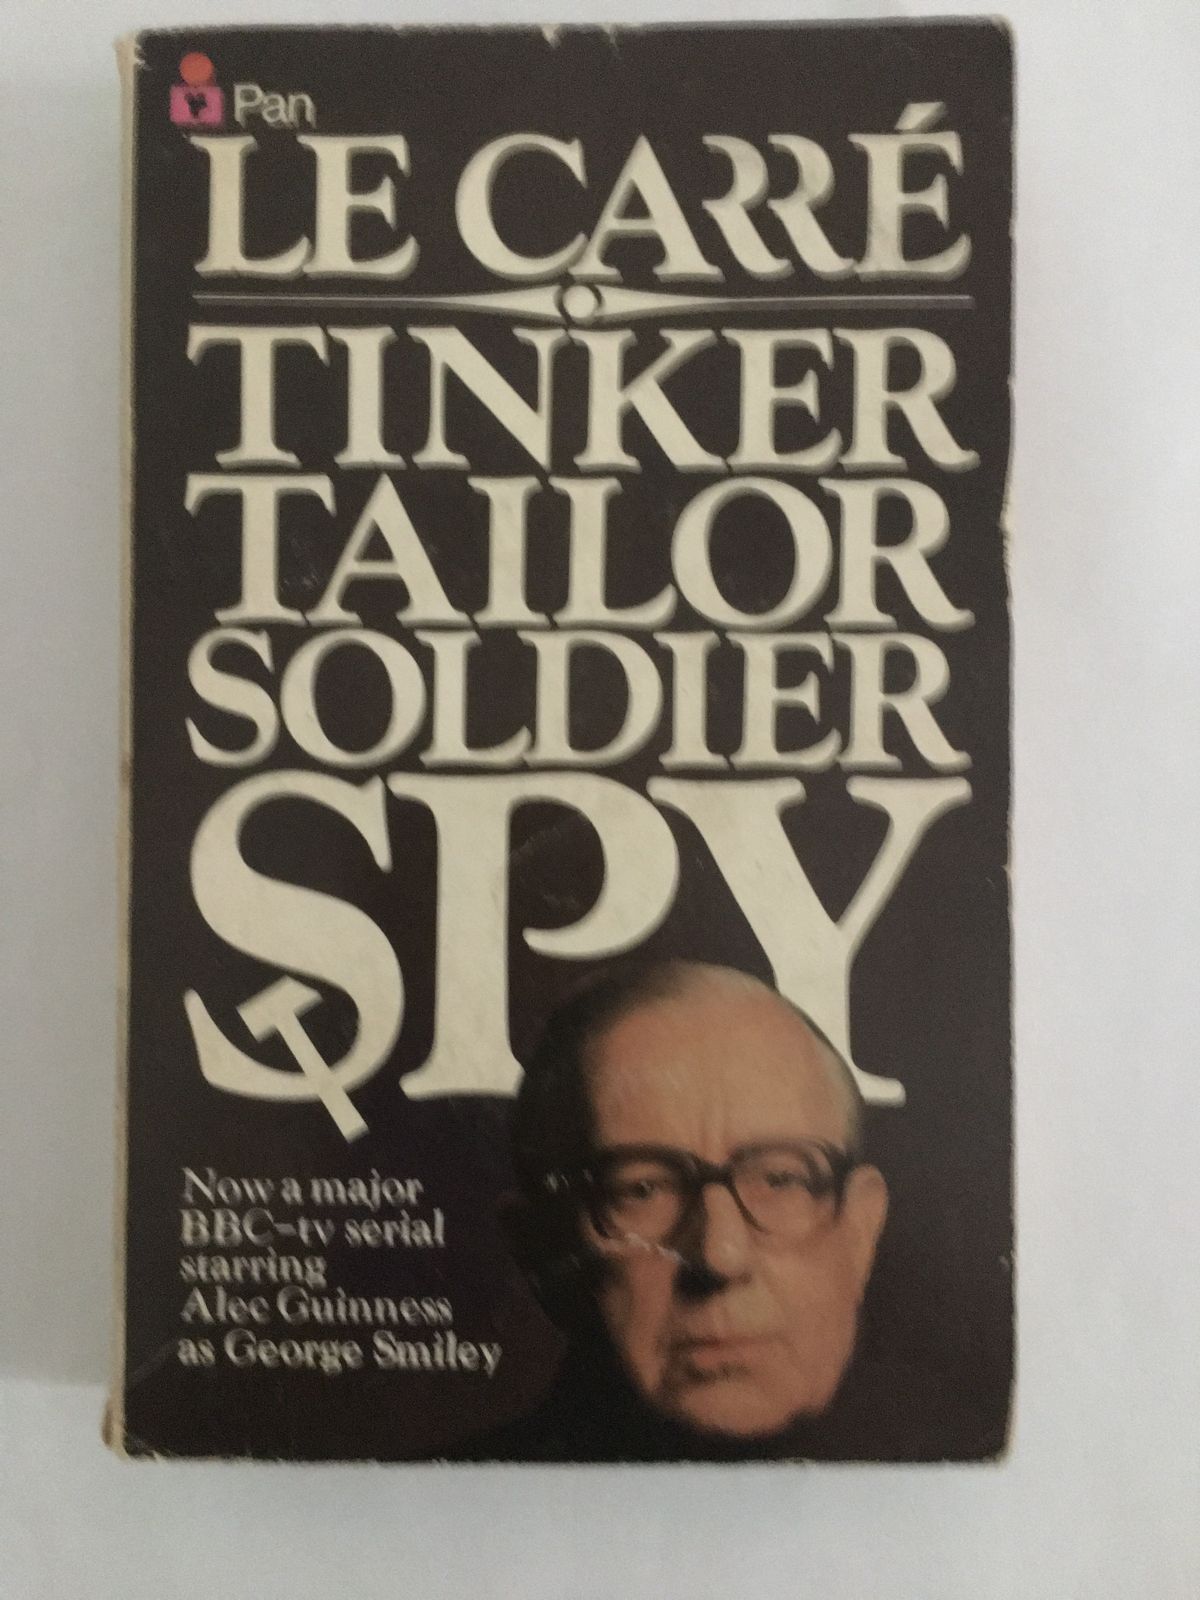 Pan
LE CARRÉ
TINKER
TAILOR
SOLDIER
SPY
Now a major
BBC-tv serial
starring
Alec Guinness
as George Smiley